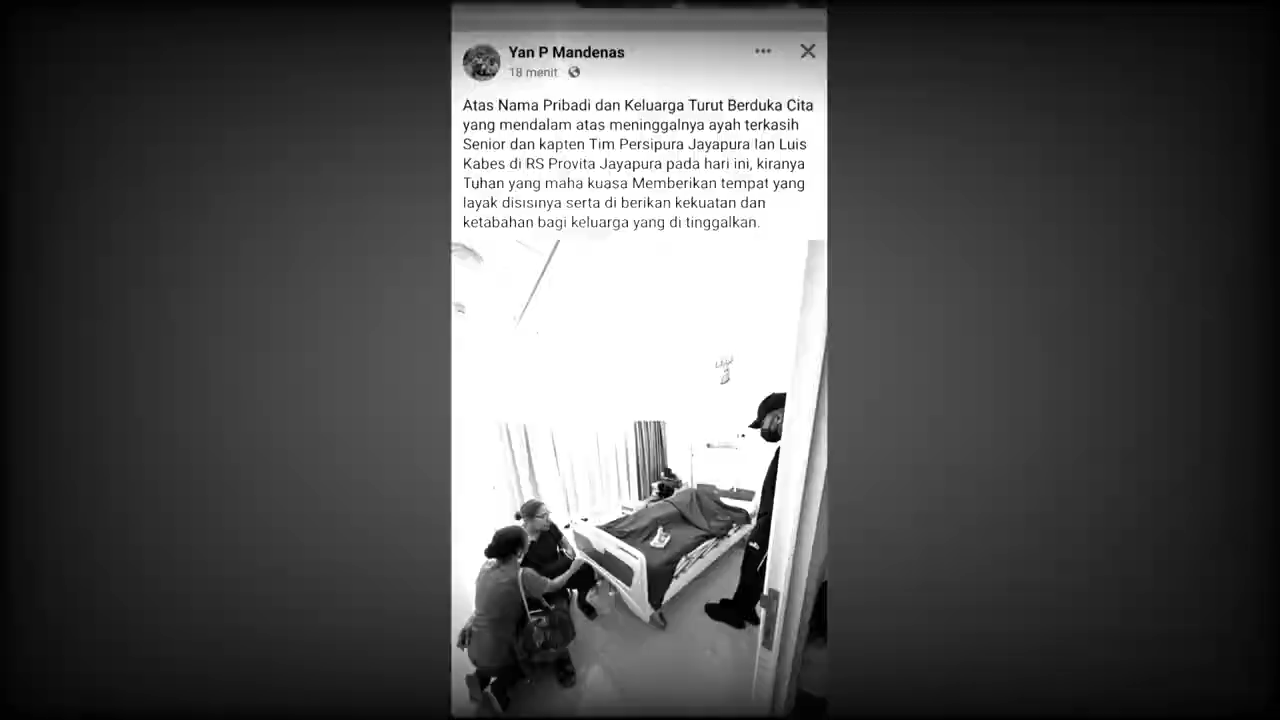 Yan P Mandenas
18 menit
Atas Nama Pribadi dan Keluarga Turut Berduka Cita
yang mendalam atas meninggalnya ayah terkasih
Senior dan kapten Tim Persipura Jayapura Ian Luis
Kabes di RS Provita Jayapura pada hari ini, kiranya
Tuhan yang maha kuasa Memberikan tempat yang
layak disisinya serta di berikan kekuatan dan
ketabahan bagi keluarga yang di tinggalkan.